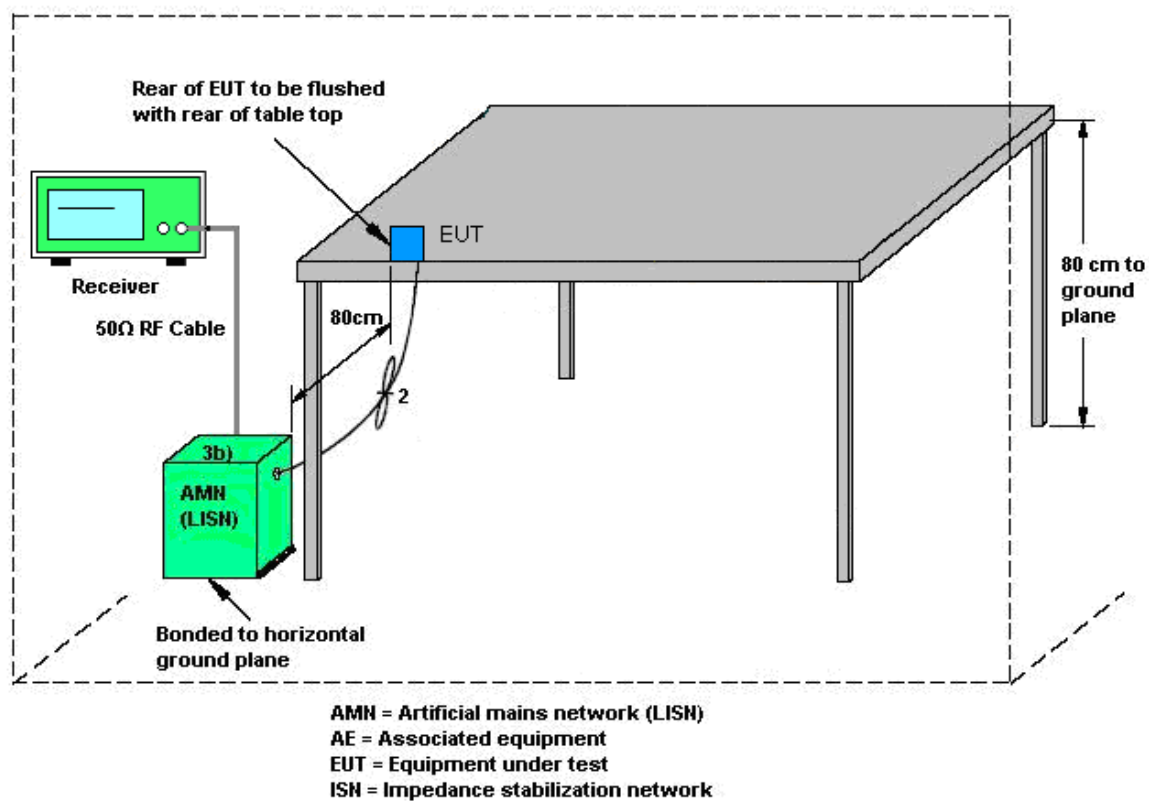 Rear of EUT to be flushed
with rear of table top
EUT
Receiver
50Ω RF Cable
80cm
80 cm to
ground
plane
2
3b)
AMN
(LISN)
Bonded to horizontal
ground plane
AMN = Artificial mains network (LISN)
AE = Associated equipment
EUT = Equipment under test
ISN = Impedance stabilization network